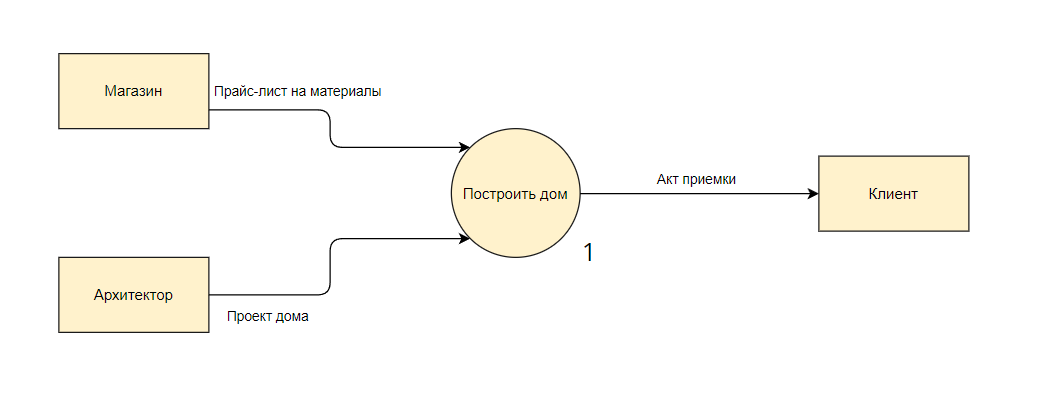 Магазин
Прайс-лист на материалы
Построить дом
Акт приемки
Клиент
1
Архитектор
Проект дома